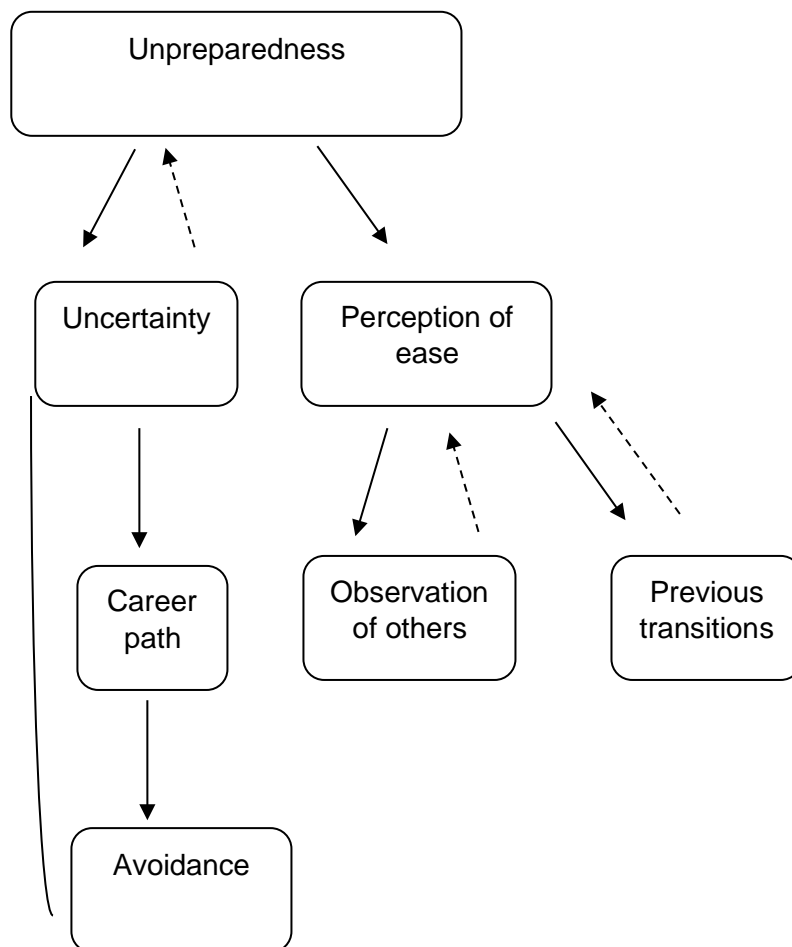 Unpreparedness
Uncertainty
Perception of
ease
Career
path
Observation
of others
Previous
transitions
Avoidance